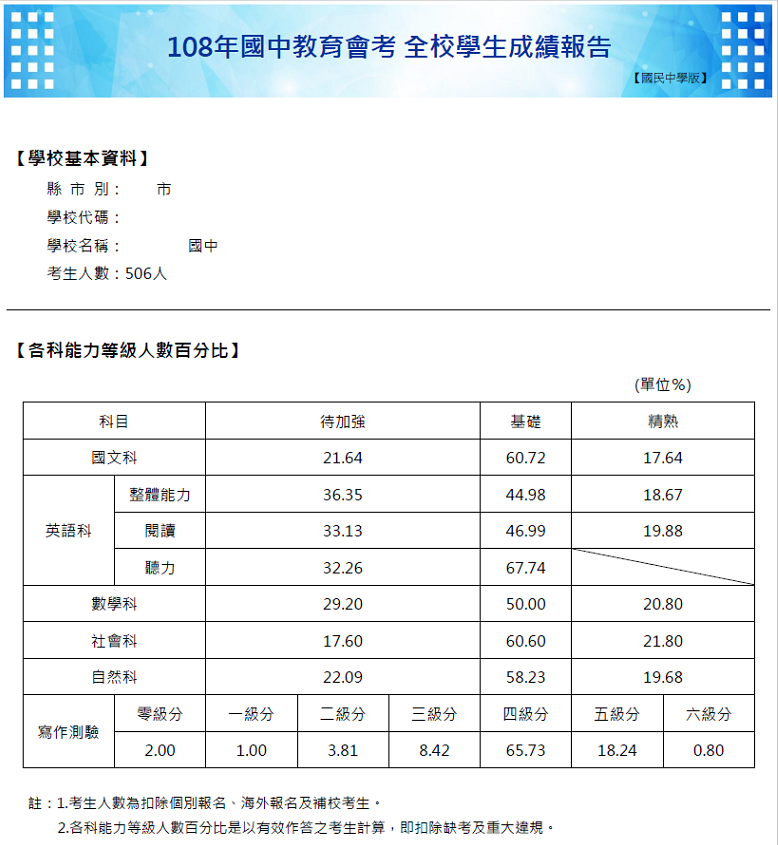 108年國中教育會考 全校學生成績報告
【國民中學版】
【學校基本資料】
縣 市 別： 市
學校代碼：
學校名稱： 國中
考生人數：506人
【各科能力等級人數百分比】
(單位%)
科目 待加強 基礎 精熟
國文科 21.64 60.72 17.64
英語科 整體能力 36.35 44.98 18.67
閱讀 33.13 46.99 19.88
聽力 32.26 67.74
數學科 29.20 50.00 20.80
社會科 17.60 60.60 21.80
自然科 22.09 58.23 19.68
寫作測驗 零級分 一級分 二級分 三級分 四級分 五級分 六級分
2.00 1.00 3.81 8.42 65.73 18.24 0.80
註：1.考生人數為扣除個別報名、海外報名及補校考生。
2.各科能力等級人數百分比是以有效作答之考生計算，即扣除缺考及重大違規。